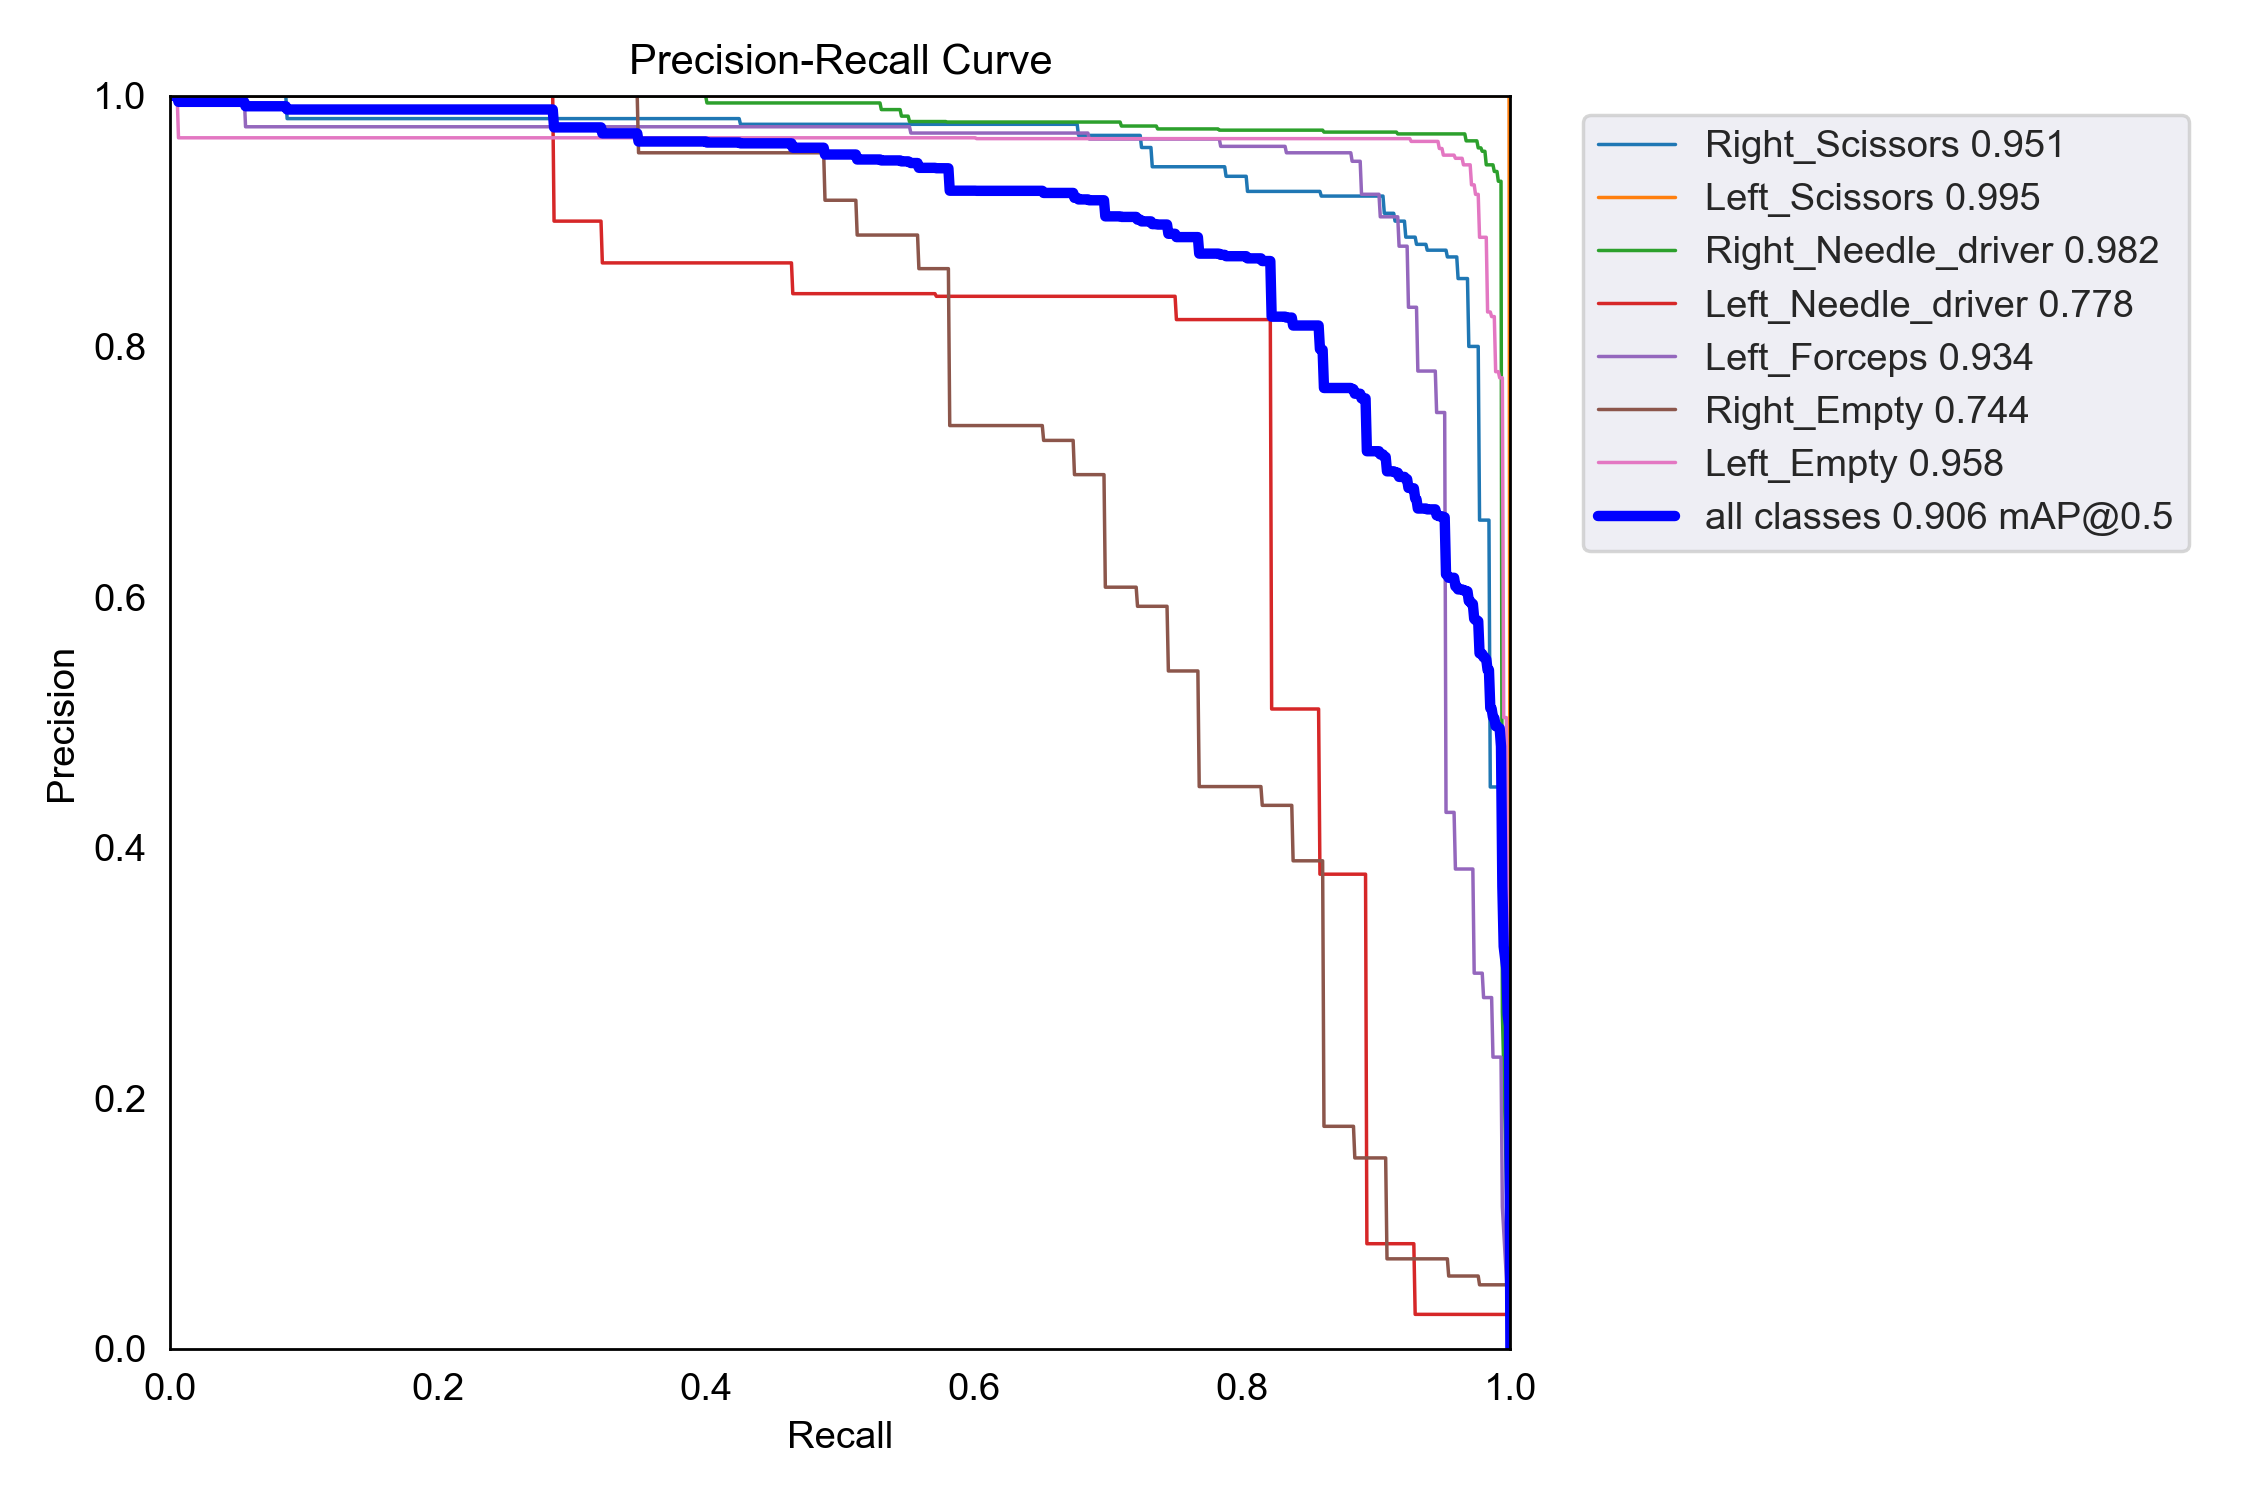 Precision-Recall Curve
1.0
0.8
0.6
0.4
0.2
0.0
Precision
0.0 0.2 0.4 0.6 0.8 1.0
Recall
Right_Scissors 0.951
Left_Scissors 0.995
Right_Needle_driver 0.982
Left_Needle_driver 0.778
Left_Forceps 0.934
Right_Empty 0.744
Left_Empty 0.958
all classes 0.906 mAP@0.5